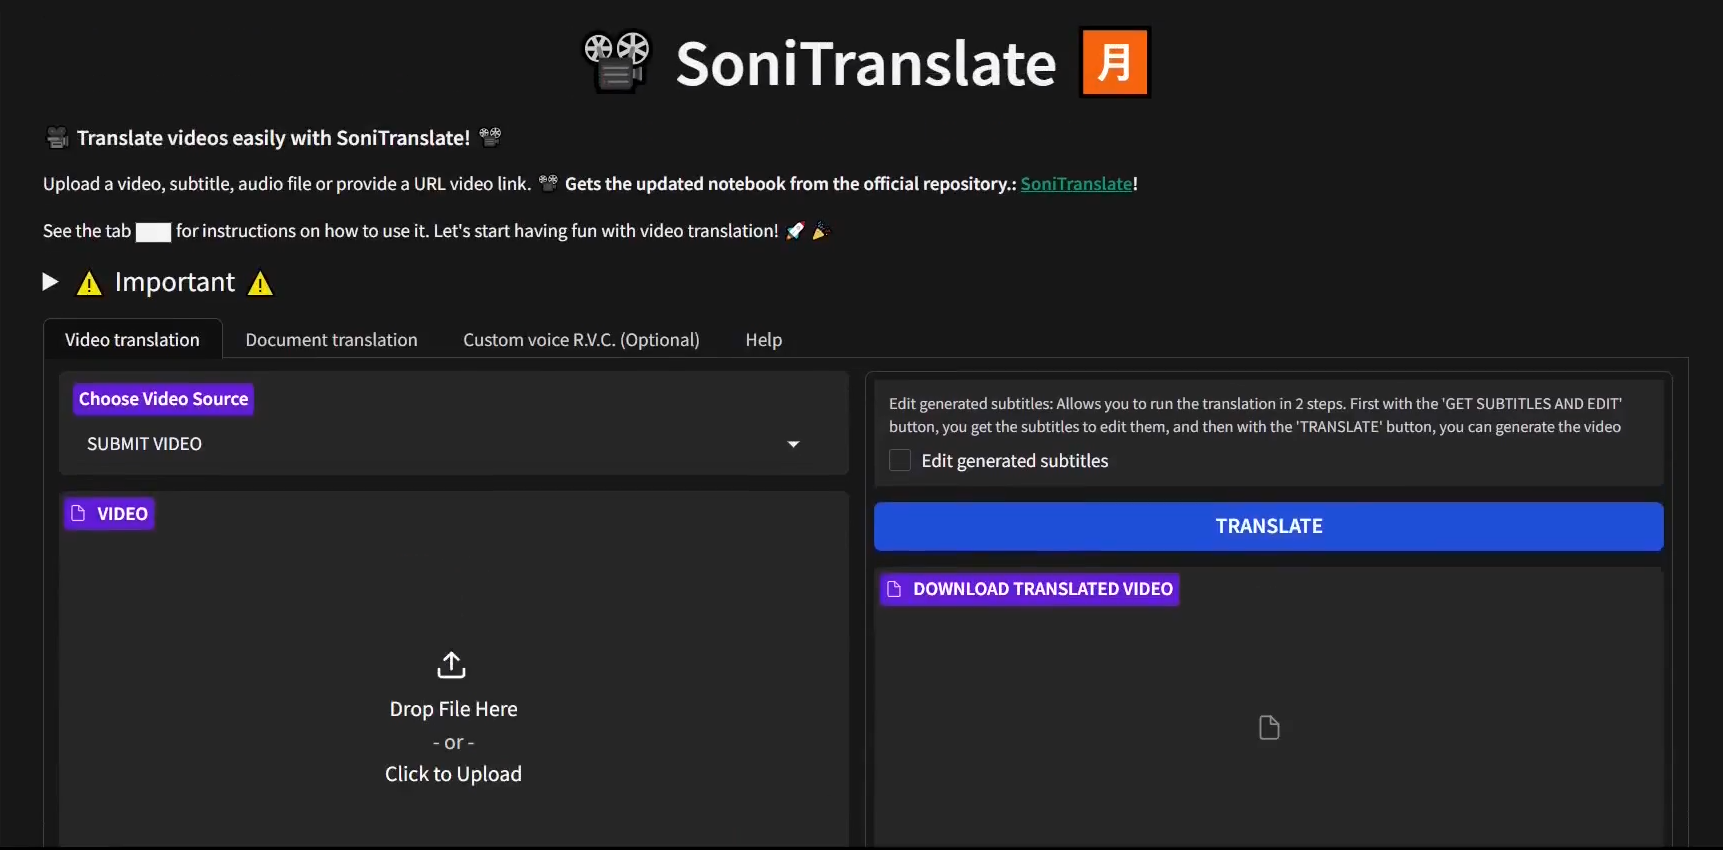 SoniTranslate 月
Translate videos easily with SoniTranslate!
Upload a video, subtitle, audio file or provide a URL video link. Gets the updated notebook from the official repository.: SoniTranslate!
See the tab for instructions on how to use it. Let's start having fun with video translation!
Important
Video translation Document translation Custom voice R.V.C. (Optional) Help
Choose Video Source
SUBMIT VIDEO
VIDEO
Drop File Here
- or -
Click to Upload
Edit generated subtitles: Allows you to run the translation in 2 steps. First with the 'GET SUBTITLES AND EDIT'
button, you get the subtitles to edit them, and then with the 'TRANSLATE' button, you can generate the video
Edit generated subtitles
TRANSLATE
DOWNLOAD TRANSLATED VIDEO